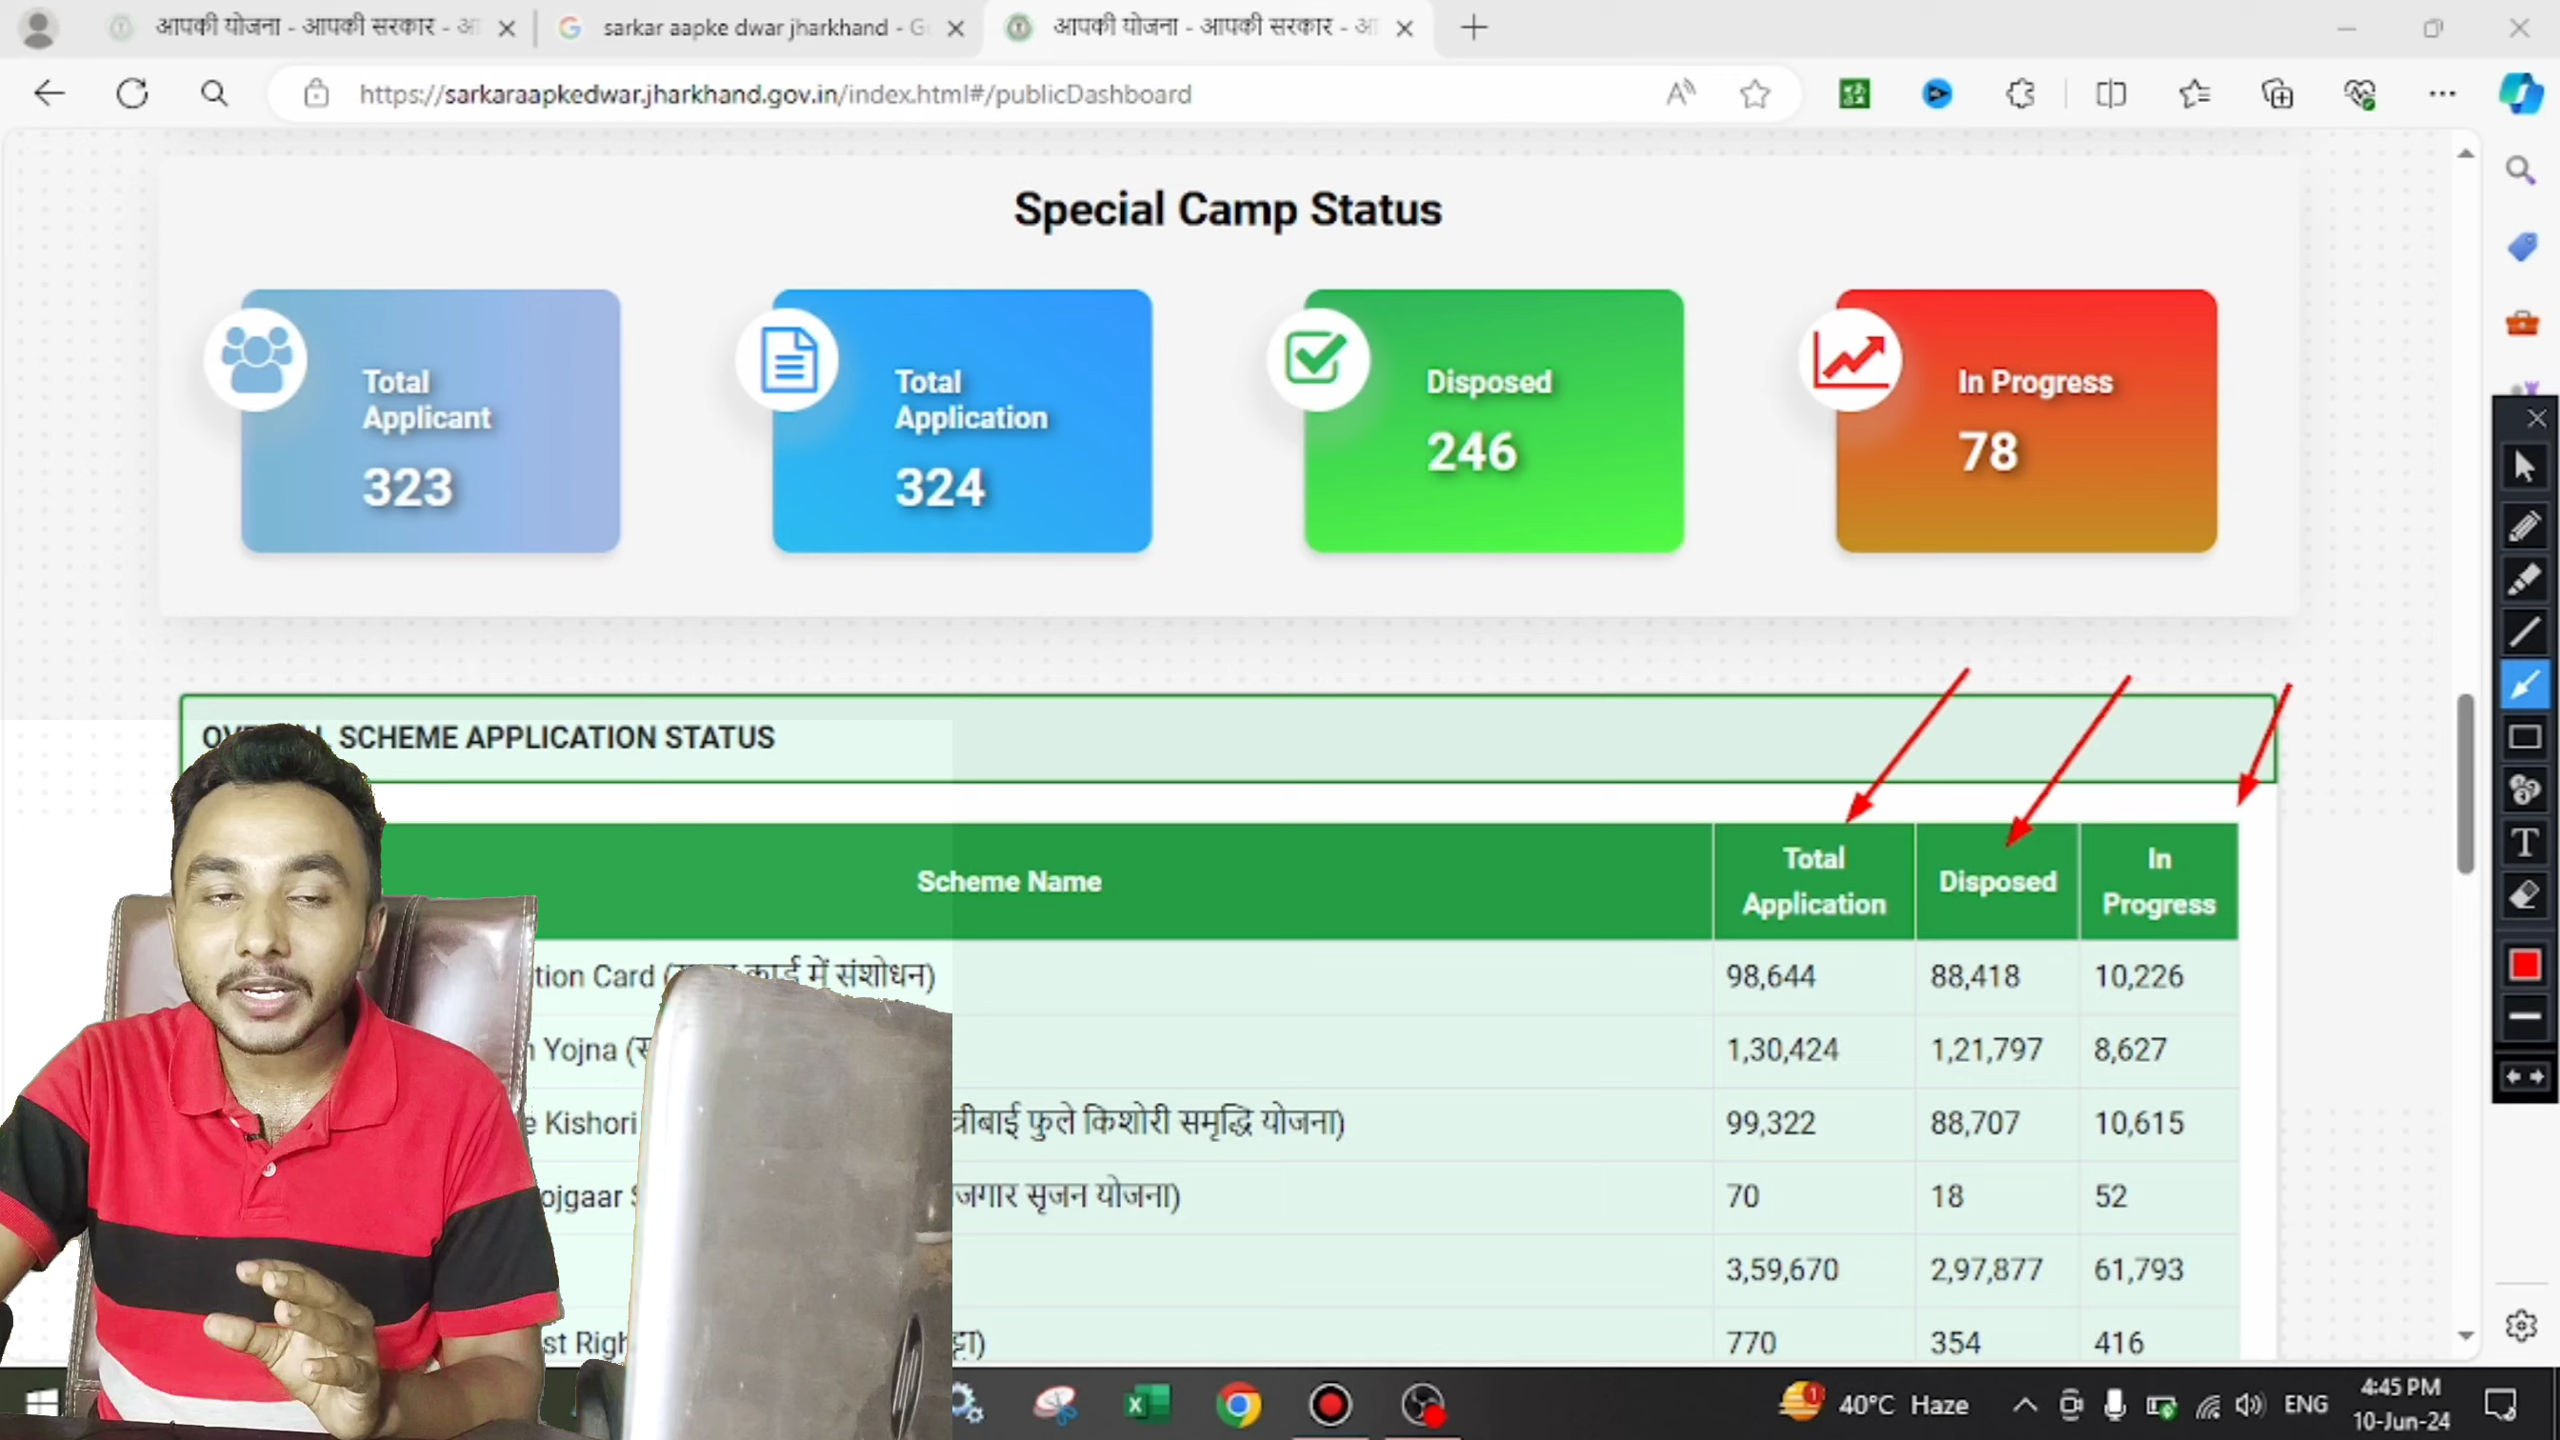 आपकी योजना - आपकी सरकार -
sarkar aapke dwar jharkhand - G
आपकी योजना - आपकी सरकार -
https://sarkaraapkedwar.jharkhand.gov.in/index.html#/publicDashboard
Special Camp Status
Total
Applicant
323
Total
Application
324
Disposed
246
In Progress
78
SCHEME APPLICATION STATUS
Scheme Name
Total
Application
Disposed
In
Progress
Card कार्ड में संशोधन) 98,644 88,418 10,226
Yojna 1,30,424 1,21,797 8,627
Kishori फुले किशोरी समृद्धि योजना) 99,322 88,707 10,615
सृजन योजना) 70 18 52
3,59,670 2,97,877 61,793
770 354 416
40°C Haze
ENG
4:45 PM
10-Jun-24